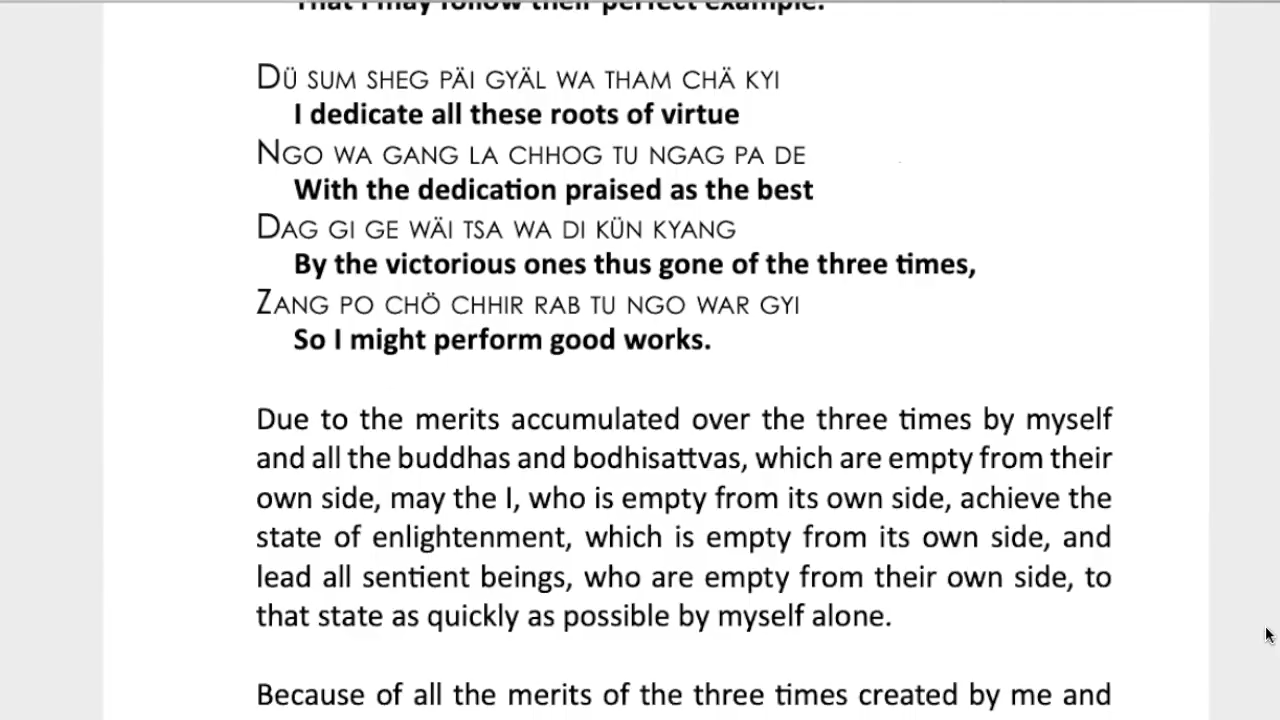 That I may follow their perfect example.
DÜ SUM SHEG PÄI GYÄL WA THAM CHÄ KYI
I dedicate all these roots of virtue
NGO WA GANG LA CHHOG TU NGAG PA DE
With the dedication praised as the best
DAG GI GE WÄI TSA WA DI KÜN KYANG
By the victorious ones thus gone of the three times,
ZANG PO CHÖ CHHIR RAB TU NGO WAR GYI
So I might perform good works.
Due to the merits accumulated over the three times by myself
and all the buddhas and bodhisattvas, which are empty from their
own side, may the I, who is empty from its own side, achieve the
state of enlightenment, which is empty from its own side, and
lead all sentient beings, who are empty from their own side, to
that state as quickly as possible by myself alone.
Because of all the merits of the three times created by me and